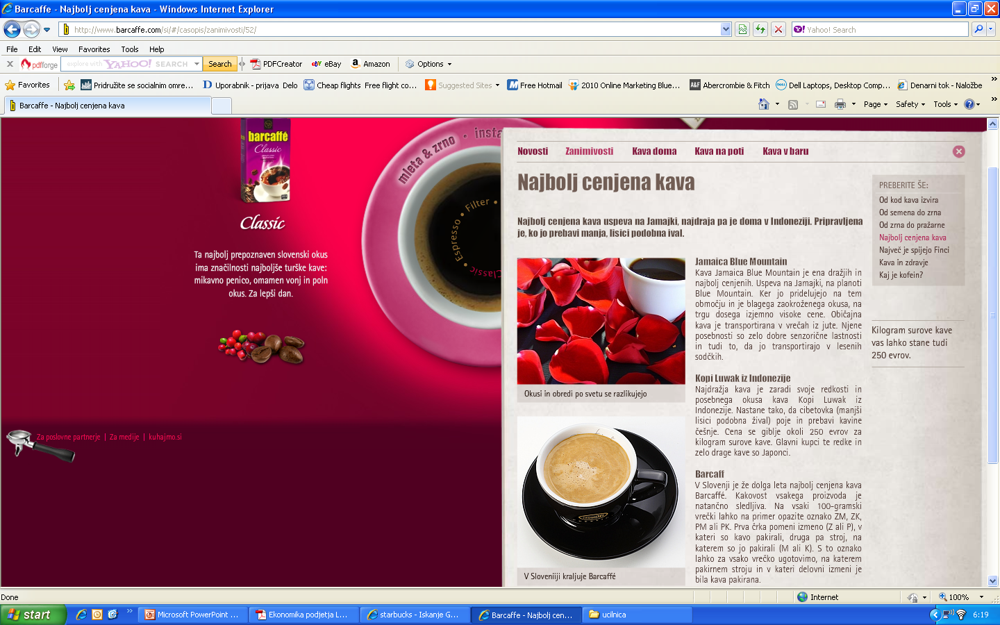 Barcaffe - Najbolj cenjena kava - Windows Internet Explorer
http://www.barcaffe.com/si/#/casopis/zanimivosti/52/
Yahoo! Search
File Edit View Favorites Tools Help
pdfforge
explore with YAHOO! SEARCH
Search
PDFCreator
eBay
Amazon
Options
Favorites
Pridružite se socialnim omre...
Uporabnik - prijava Delo
Cheap flights Free flight co...
Suggested Sites
Free Hotmail
2010 Online Marketing Blue...
A&F Abercrombie & Fitch
Dell Laptops, Desktop Comp...
Denarni tok - Naložbe
Barcaffe - Najbolj cenjena kava
Page Safety Tools
barcaffé
Classic
Classic
Ta najbolj prepoznaven slovenski okus
ima značilnosti najboljše turške kave:
mikavno penico, omamen vonj in poln
okus. Za lepši dan.
mleta & zrno • insta
Classic • Espresso • Filter •
Za poslovne partnerje | Za medije | kuhajmo.si
Novosti Zanimivosti Kava doma Kava na poti Kava v baru
Najbolj cenjena kava
Najbolj cenjena kava uspeva na Jamajki, najdraja pa je doma v Indoneziji. Pripravljena
je, ko jo prebavi manja, lisici podobna ival.
Okusi in obredi po svetu se razlikujejo
V Sloveniiji kraljuje Barcaffé
Jamaica Blue Mountain
Kava Jamaica Blue Mountain je ena dražjih in
najbolj cenjenih. Uspeva na Jamajki, na planoti
Blue Mountain. Ker jo pridelujejo na tem
območju in je blagega zaokroženega okusa, na
trgu dosega izjemno visoke cene. Običajna
kava je transportirana v vrečah iz jute. Njene
posebnosti so zelo dobre senzorične lastnosti
in tudi to, da jo transportirajo v lesenih
sodčkih.
Kopi Luwak iz Indonezije
Najdražja kava je zaradi svoje redkosti in
posebnega okusa kava Kopi Luwak iz
Indonezije. Nastane tako, da cibetovka (manjši
lisici podobna žival) poje in prebavi kavine
češnje. Cena se giblje okoli 250 evrov za
kilogram surove kave. Glavni kupci te redke in
zelo drage kave so Japonci.
Barcaff
V Slovenji je že dolga leta najbolj cenjena kava
Barcaffé. Kakovost vsakega proizvoda je
natančno sledljiva. Na vsaki 100-gramski
vrečki lahko na primer opazite oznako ZM, ZK,
PM ali PK. Prva črka pomeni izmeno (Z ali P), v
kateri so kavo pakirali, druga pa stroj, na
katerem so jo pakirali (M ali K). S to oznako
lahko za vsako vrečko ugotovimo, na katerem
pakirnem stroju in v kateri delovni izmeni je
bila kava pakirana.
PREBERITE ŠE:
Od kod kava izvira
Od semena do zrna
Od zrna do pražarne
Najbolj cenjena kava
Največ je spijejo Finci
Kava in zdravje
Kaj je kofein?
Kilogram surove kave
vas lahko stane tudi
250 evrov.
Done
Internet
100%
start
Microsoft PowerPoint ...
Ekonomika podjetja L...
starbucks - Iskanje G...
Barcaffe - Najbolj cen...
ucilnica
6:19